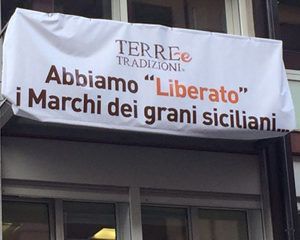 TERRE e
TRADIZIONI
Abbiamo "Liberato"
i Marchi dei grani siciliani...